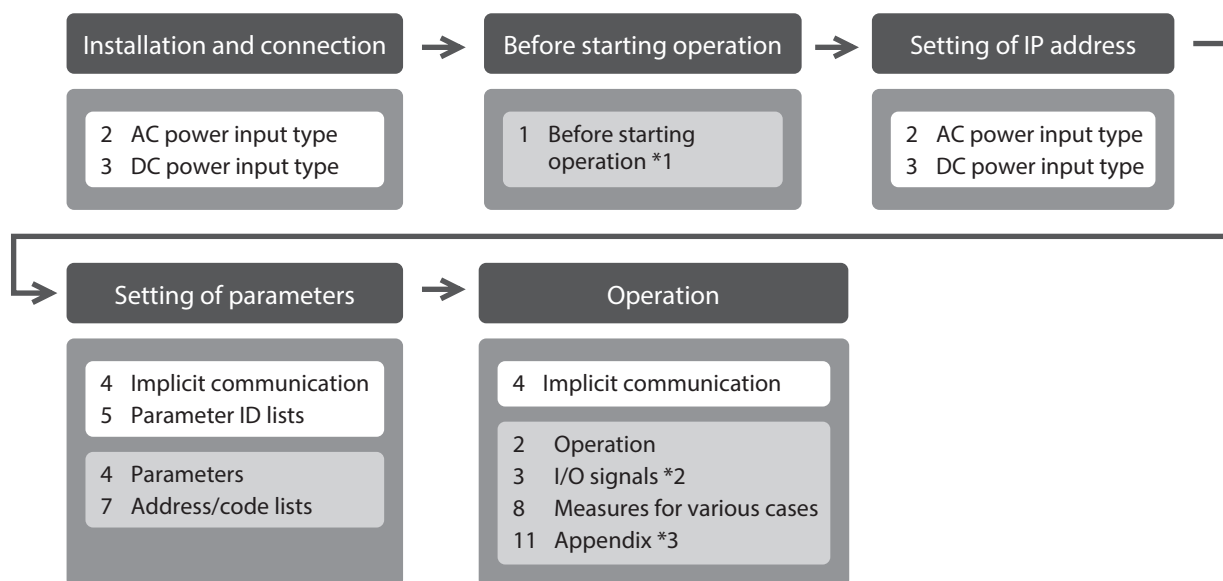 Installation and connection
Before starting operation
Setting of IP address
2 AC power input type
3 DC power input type
1 Before starting
operation *1
2 AC power input type
3 DC power input type
Setting of parameters
Operation
4 Implicit communication
5 Parameter ID lists
4 Parameters
7 Address/code lists
4 Implicit communication
2 Operation
3 I/O signals *2
8 Measures for various cases
11 Appendix *3